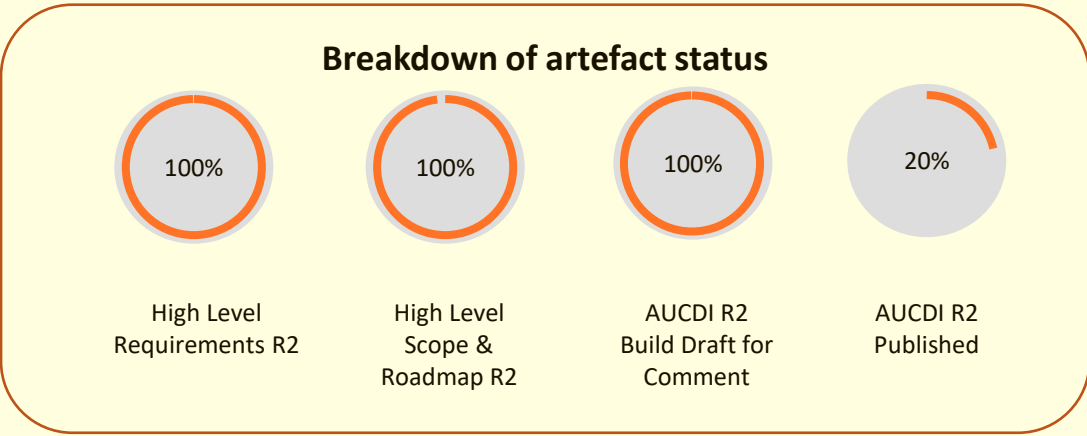 Breakdown of artefact status
100%
100%
100%
20%
High Level
Requirements R2
High Level
Scope &
Roadmap R2
AUCDI R2
Build Draft for
Comment
AUCDI R2
Published